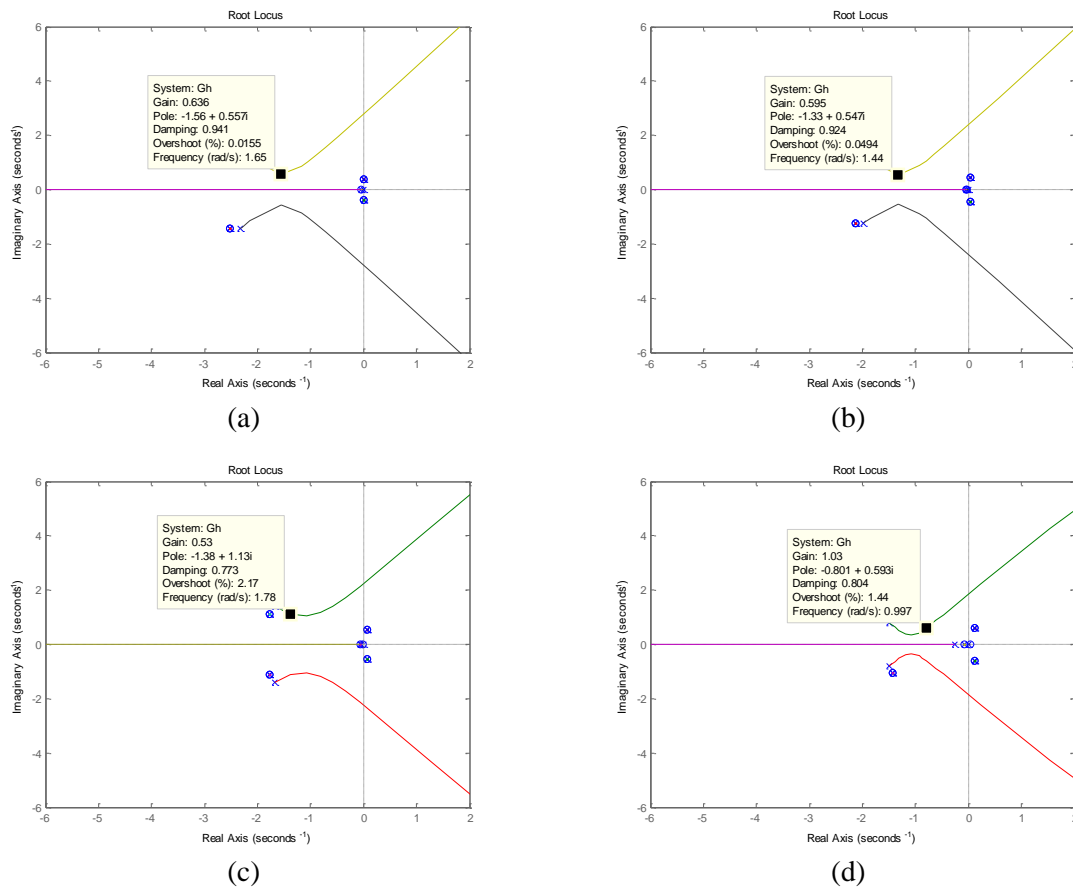 Root Locus
6
4
2
0
-2
-4
-6
-6 -5 -4 -3 -2 -1 0 1 2
Real Axis (seconds -1)
Imaginary Axis (seconds1)
System: Gh
Gain: 0.636
Pole: -1.56 + 0.557i
Damping: 0.941
Overshoot (%): 0.0155
Frequency (rad/s): 1.65
(a)
Root Locus
6
4
2
0
-2
-4
-6
-6 -5 -4 -3 -2 -1 0 1 2
Real Axis (seconds -1)
Imaginary Axis (seconds1)
System: Gh
Gain: 0.595
Pole: -1.33 + 0.547i
Damping: 0.924
Overshoot (%): 0.0494
Frequency (rad/s): 1.44
(b)
Root Locus
6
4
2
0
-2
-4
-6
-6 -5 -4 -3 -2 -1 0 1 2
Real Axis (seconds -1)
Imaginary Axis (seconds1)
System: Gh
Gain: 0.53
Pole: -1.38 + 1.13i
Damping: 0.773
Overshoot (%): 2.17
Frequency (rad/s): 1.78
(c)
Root Locus
6
4
2
0
-2
-4
-6
-6 -5 -4 -3 -2 -1 0 1 2
Real Axis (seconds -1)
Imaginary Axis (seconds1)
System: Gh
Gain: 1.03
Pole: -0.801 + 0.593i
Damping: 0.804
Overshoot (%): 1.44
Frequency (rad/s): 0.997
(d)